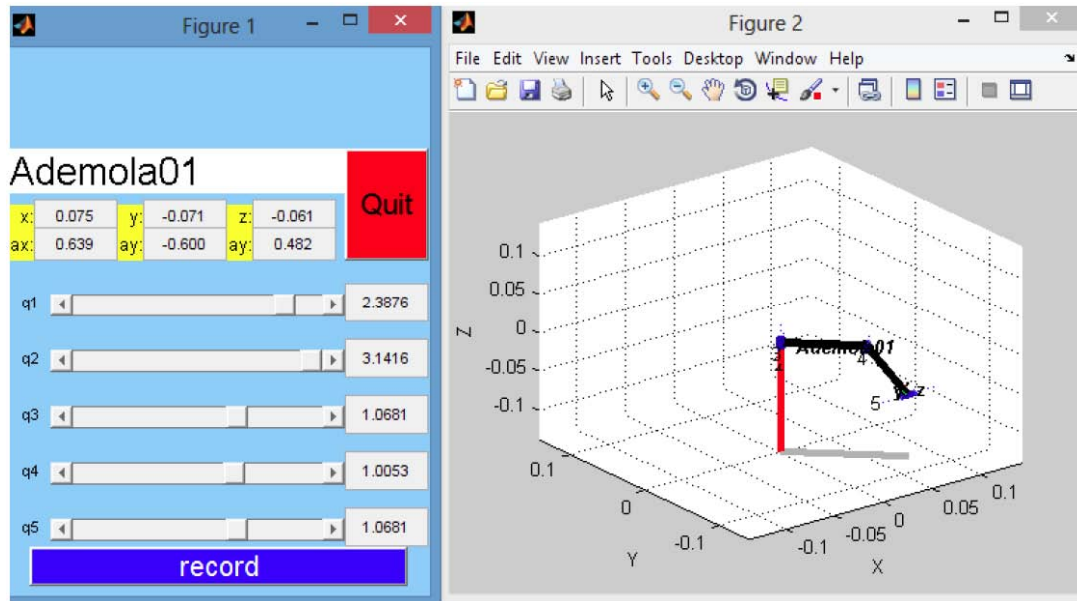 Figure 1
Ademola01
Quit
x: 0.075 y: -0.071 z: -0.061
ax: 0.639 ay: -0.600 ay: 0.482
q1 2.3876
q2 3.1416
q3 1.0681
q4 1.0053
q5 1.0681
record
Figure 2
File Edit View Insert Tools Desktop Window Help
0.1
0.05
0
-0.05
-0.1
Z
Ademola01
4
5
z
0.1
0
-0.1
Y
-0.1
-0.05
0
0.05
0.1
X